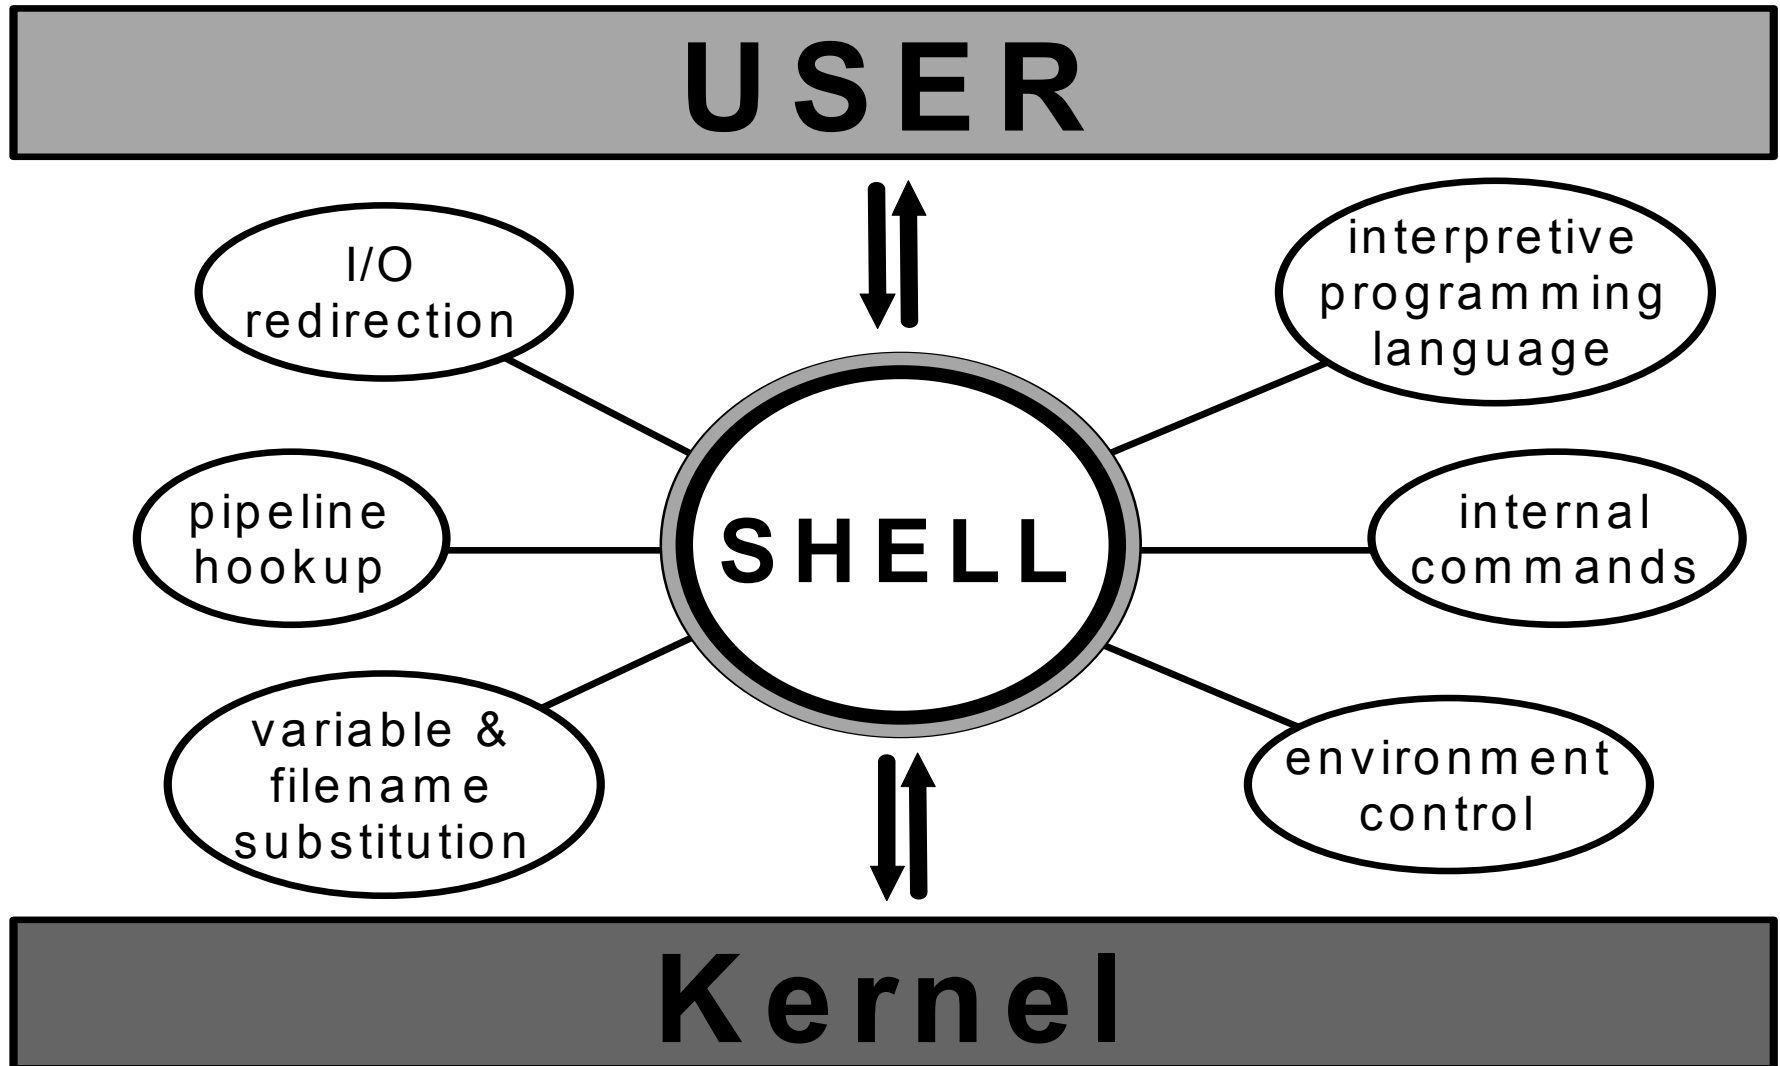 USER
I/O
redirection
interpretive
programming
language
pipeline
hookup
SHELL
internal
commands
variable &
filename
substitution
environment
control
Kernel